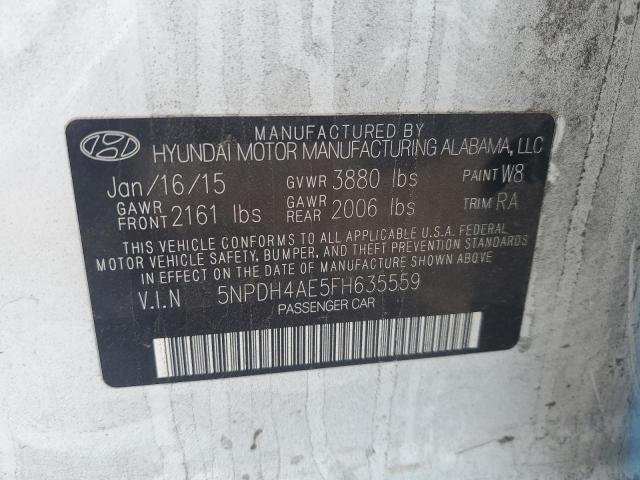 MANUFACTURED BY
HYUNDAI MOTOR MANUFACTURING ALABAMA, LLC
Jan/16/15 GVWR 3880 lbs PAINT W8
GAWR FRONT 2161 lbs GAWR REAR 2006 lbs TRIM RA
THIS VEHICLE CONFORMS TO ALL APPLICABLE U.S.A. FEDERAL
MOTOR VEHICLE SAFETY, BUMPER, AND THEFT PREVENTION STANDARDS
IN EFFECT ON THE DATE OF MANUFACTURE SHOWN ABOVE.
V.I.N 5NPDH4AE5FH635559
PASSENGER CAR